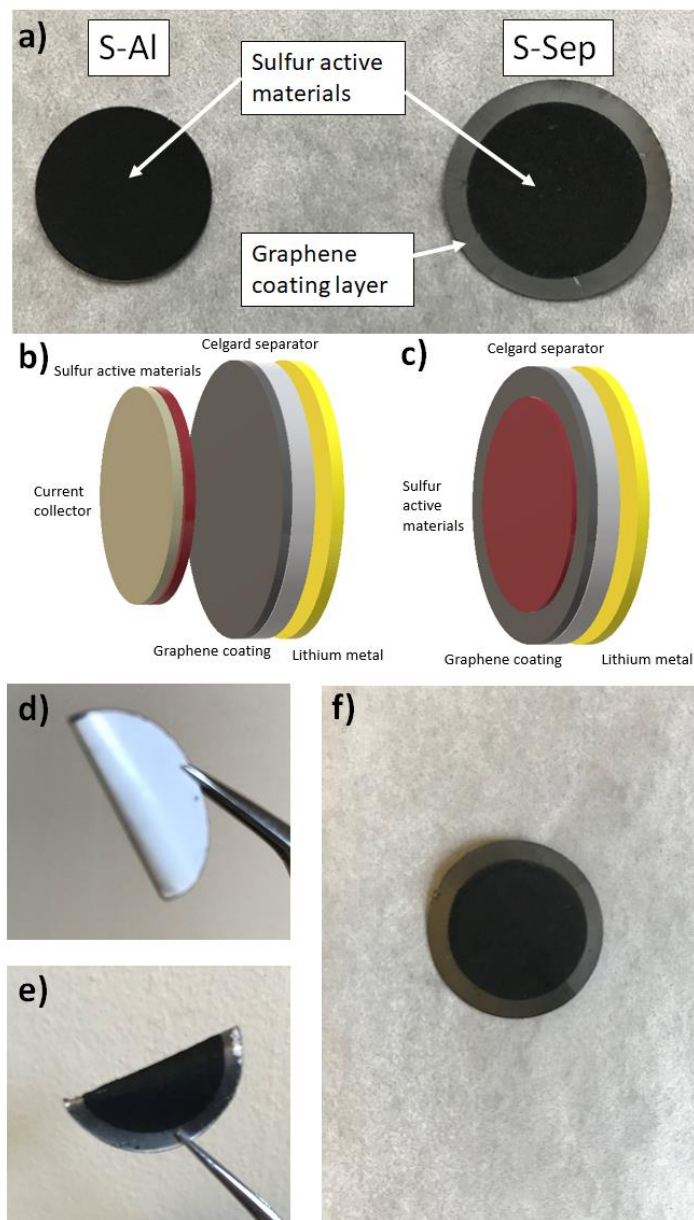 a)
S-Al
Sulfur active
materials
S-Sep
Graphene
coating layer
b)
Celgard separator
Sulfur active materials
Current
collector
Graphene coating
Lithium metal
c)
Celgard separator
Sulfur
active
materials
Graphene coating
Lithium metal
d)
e)
f)